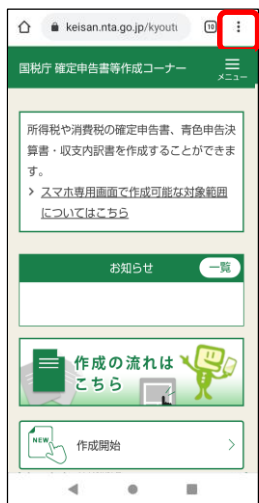 keisan.nta.go.jp/kyoutu
10
国税庁 確定申告書等作成コーナー
メニュー
所得税や消費税の確定申告書、青色申告決
算書・収支内訳書を作成することができま
す。
スマホ専用画面で作成可能な対象範囲
についてはこちら
お知らせ
一覧
作成の流れは
こちら
NEW
作成開始